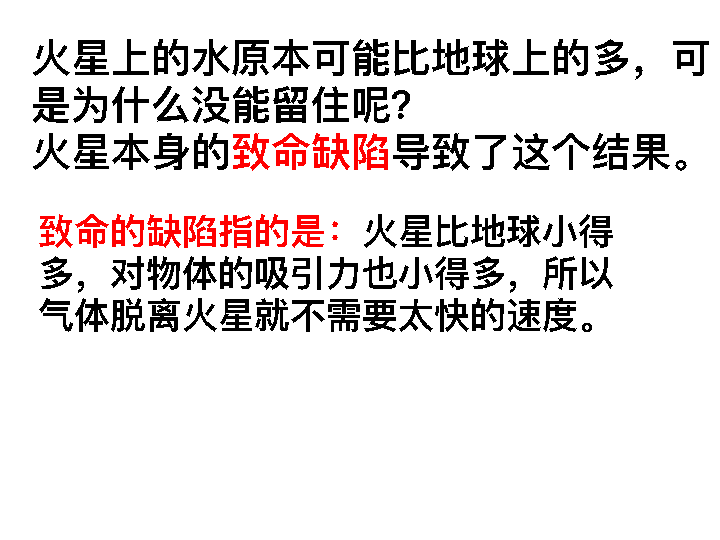 火星上的水原本可能比地球上的多，可
是为什么没能留住呢?
火星本身的致命缺陷导致了这个结果。
致命的缺陷指的是：火星比地球小得
多，对物体的吸引力也小得多，所以
气体脱离火星就不需要太快的速度。